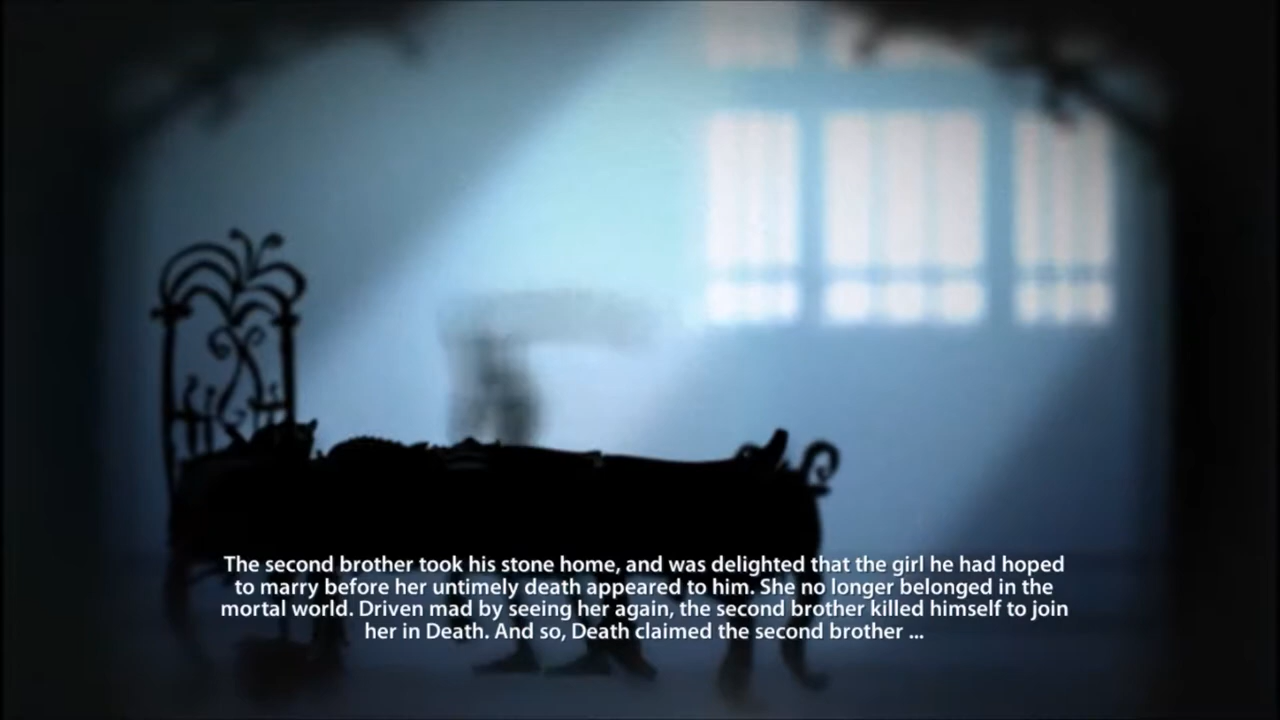 The second brother took his stone home, and was delighted that the girl he had hoped
to marry before her untimely death appeared to him. She no longer belonged in the
mortal world. Driven mad by seeing her again, the second brother killed himself to join
her in Death. And so, Death claimed the second brother ...